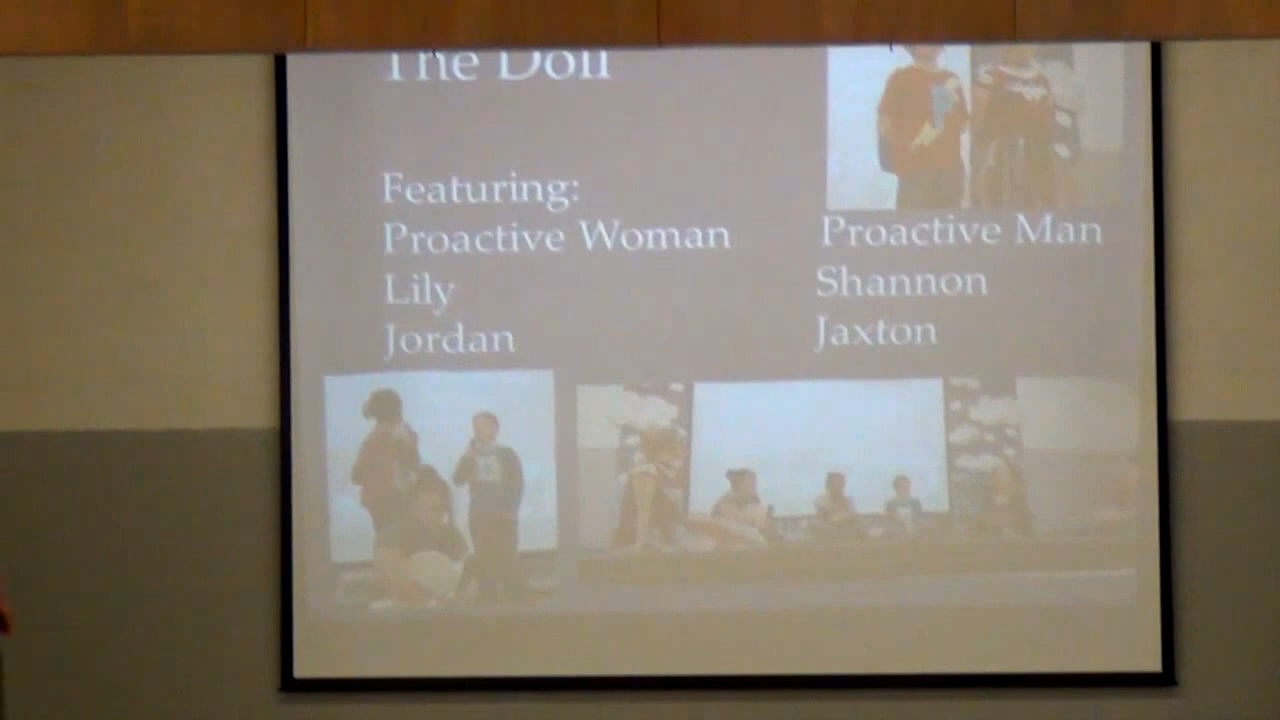 The Doll
Featuring:
Proactive Woman
Lily
Jordan
Proactive Man
Shannon
Jaxton